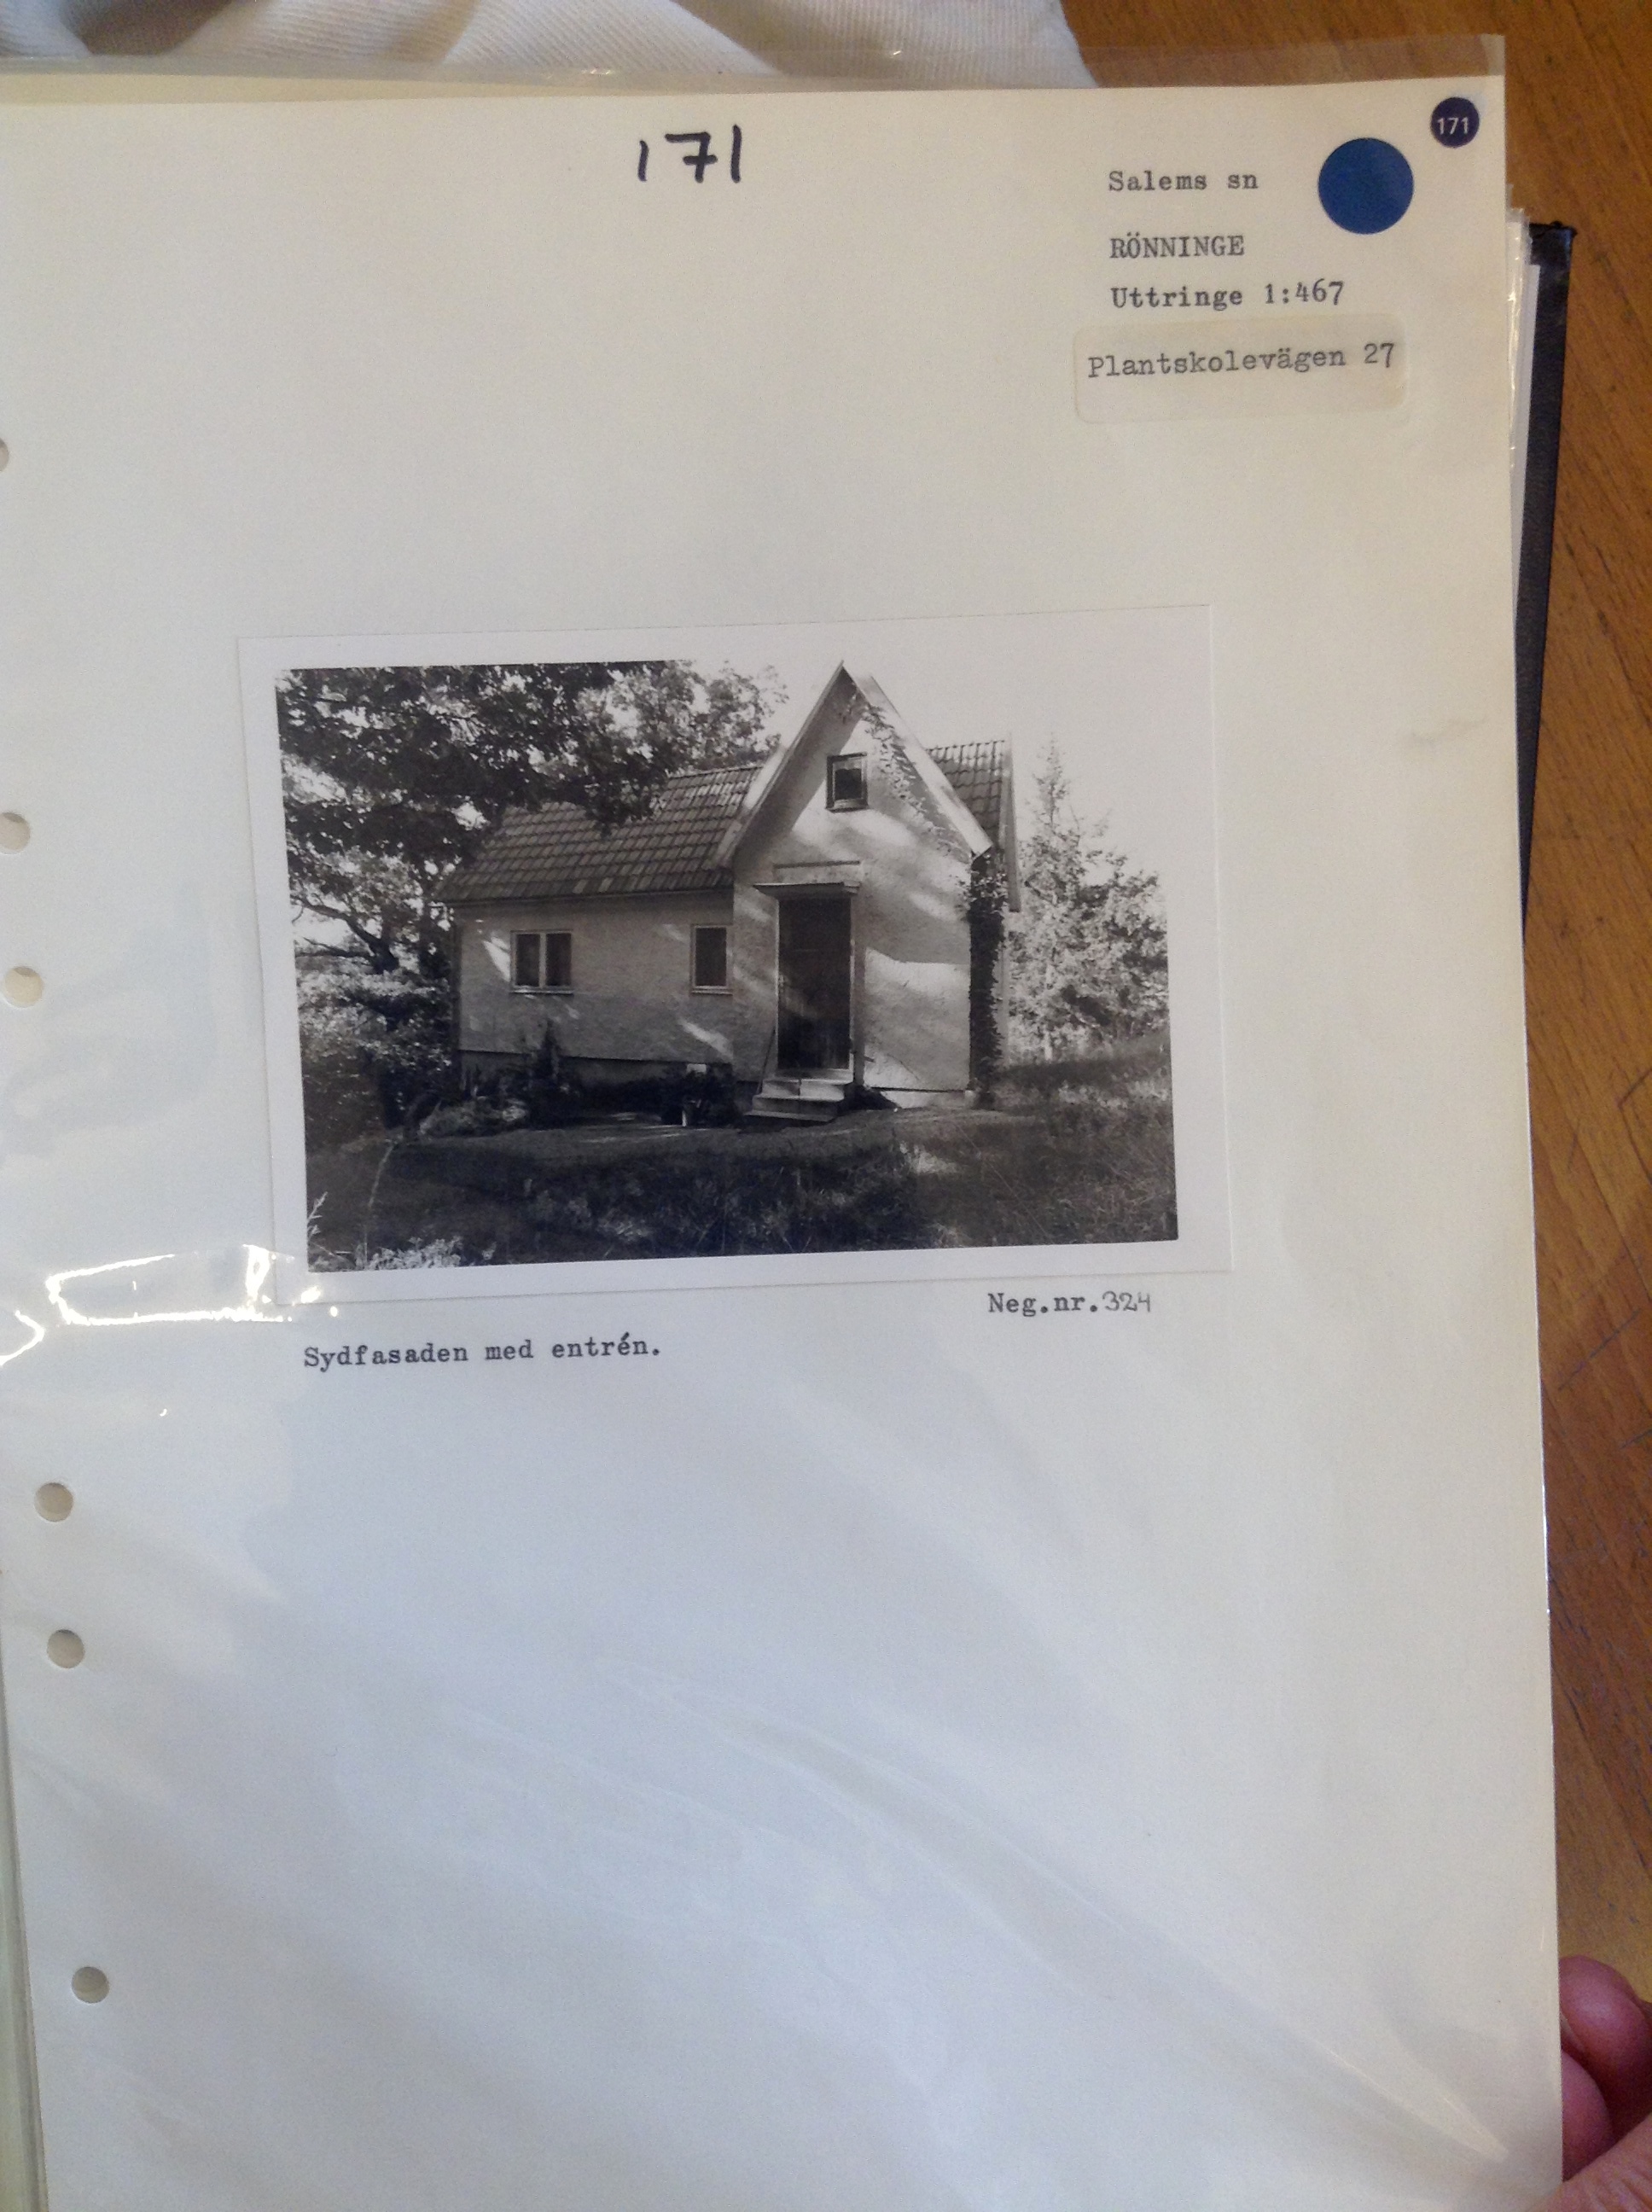 171
171
Salems sn
RÖNNINGE
Uttringe 1:467
Plantskolevägen 27
Neg.nr.324
Sydfasaden med entrén.